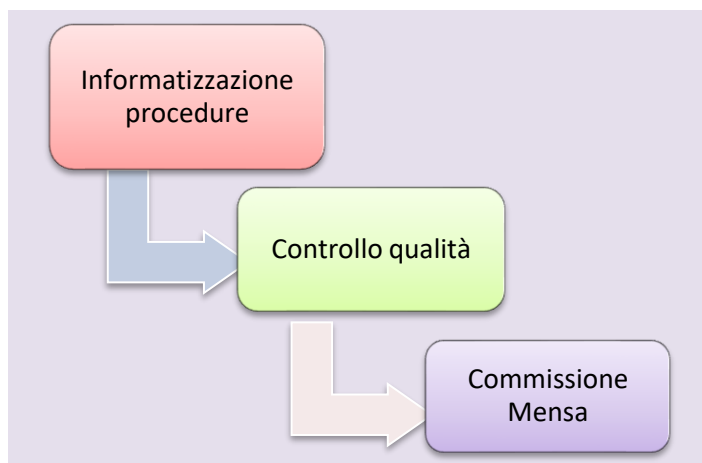 Informatizzazione
procedure
Controllo qualità
Commissione
Mensa